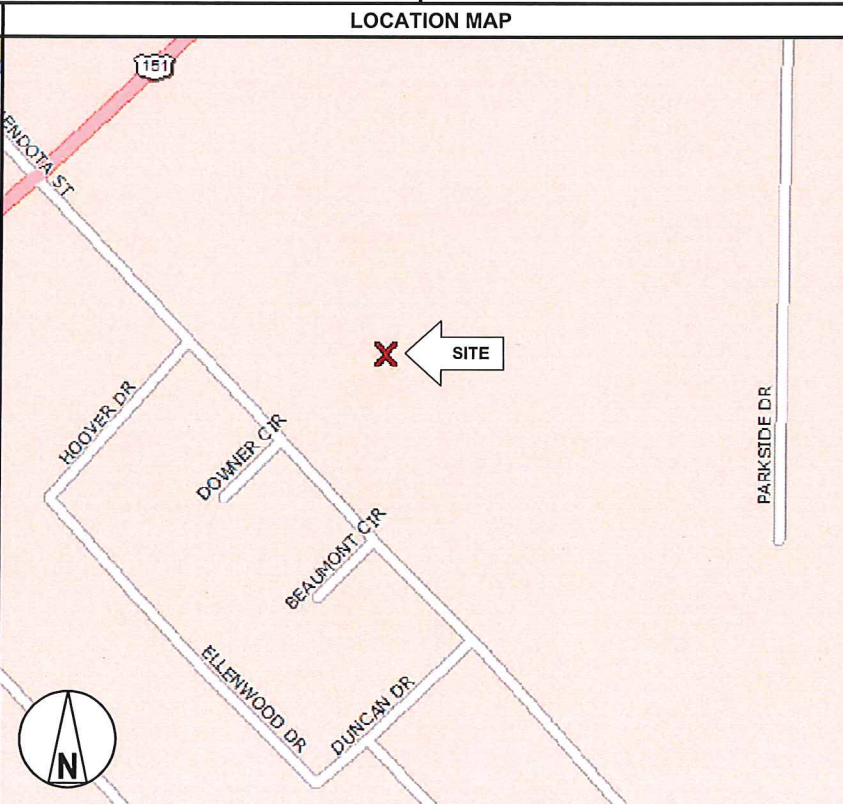 LOCATION MAP
151
ENDOTA ST
SITE
HOOVER DR
DOWNER CIR
PARKSIDE DR
BEAUMONT CIR
ELLENWOOD DR
DUNCAN DR
N